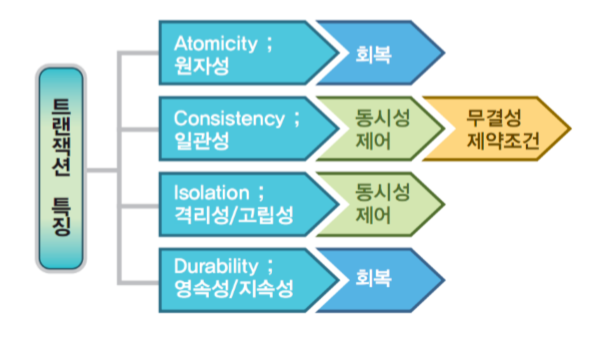 트랜잭션 특징
Atomicity ;
원자성
회복
Consistency ;
일관성
동시성
제어
무결성
제약조건
Isolation ;
격리성/고립성
동시성
제어
Durability ;
영속성/지속성
회복